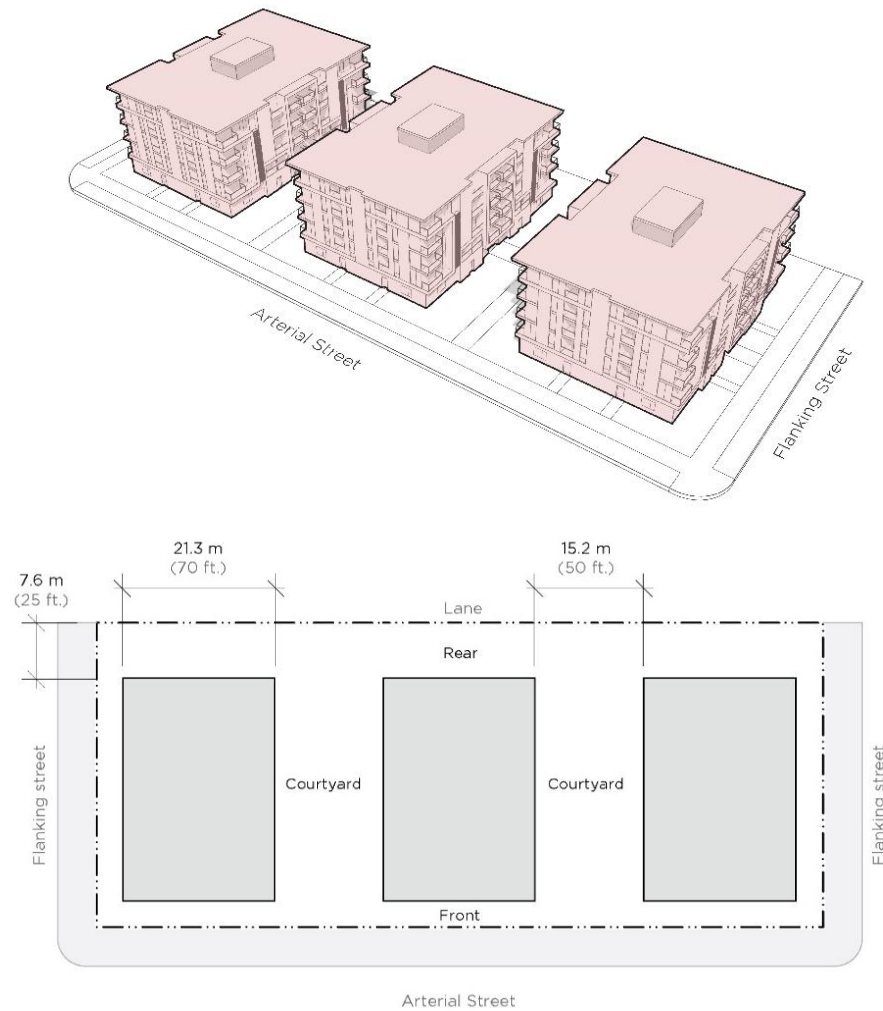 Arterial Street
Flanking Street
21.3 m
(70 ft.)
15.2 m
(50 ft.)
7.6 m
(25 ft.)
Lane
Rear
Flanking street
Courtyard
Courtyard
Flanking street
Front
Arterial Street